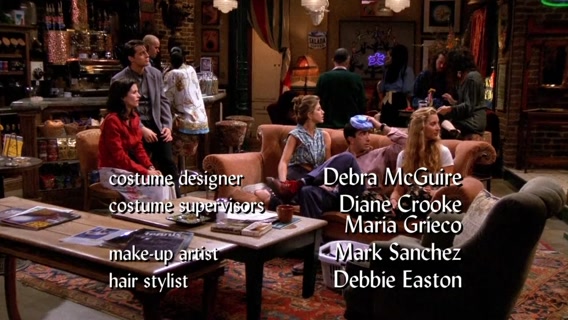 costume designer Debra McGuire
costume supervisors Diane Crooke
Maria Grieco
make-up artist Mark Sanchez
hair stylist Debbie Easton